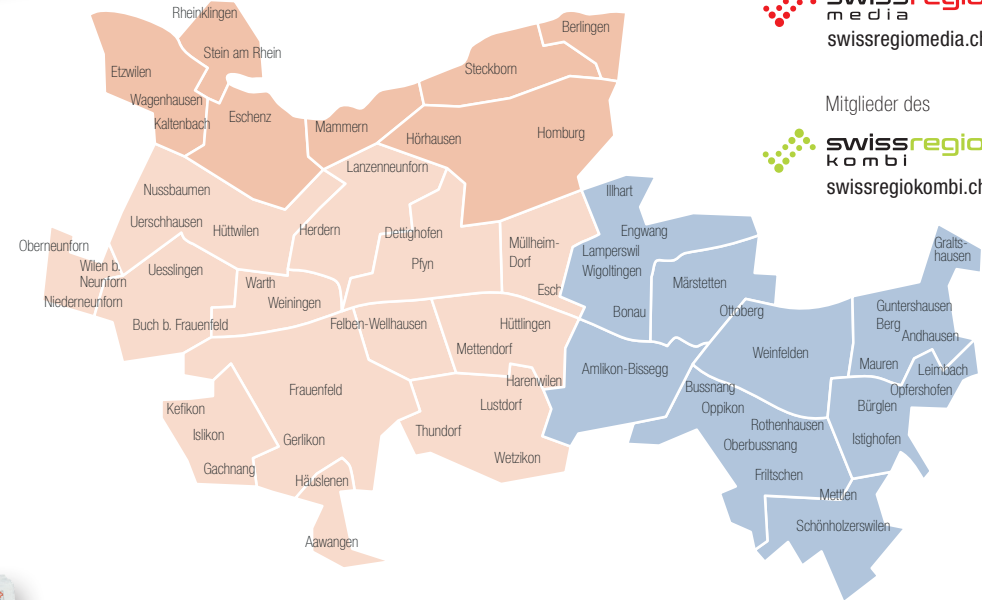 Rheinklingen
Stein am Rhein
Etzwilen
Wagenhausen
Kaltenbach
Eschenz
Mammern
Steckborn
Berlingen
Hörhausen
Homburg
Lanzenneunforn
Nussbaumen
Uerschhausen
Hüttwilen
Herdern
Dettighofen
Pfyn
Müllheim-
Dorf
Esch
Oberneunforn
Wilen b.
Neunforn
Niederneunforn
Uesslingen
Warth
Weiningen
Buch b. Frauenfeld
Felben-Wellhausen
Hüttlingen
Mettendorf
Harenwilen
Lustdorf
Frauenfeld
Kefikon
Islikon
Gerlikon
Gachnang
Häuslenen
Thundorf
Wetzikon
Aawangen
Illhart
Engwang
Lamperswil
Wigoltingen
Bonau
Märstetten
Ottoberg
Amlikon-Bissegg
Weinfelden
Bussnang
Oppikon
Rothenhausen
Oberbussnang
Friltschen
Mettlen
Schönholzerswilen
Gralts-
hausen
Guntershausen
Berg
Andhausen
Mauren
Leimbach
Opfershofen
Bürglen
Istighofen
swissregio
media
swissregiomedia.ch
Mitglieder des
swissregio
kombi
swissregiokombi.ch